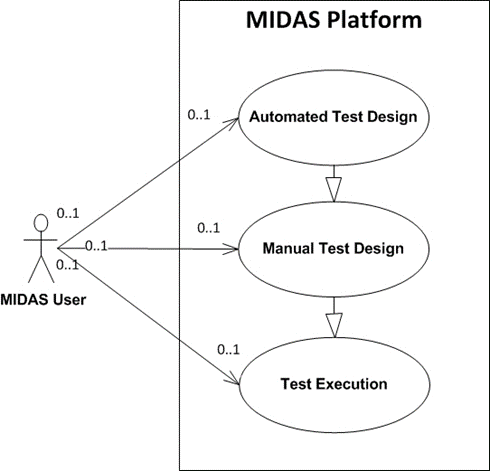 MIDAS Platform
Automated Test Design
0..1
0..1
0..1
0..1
Manual Test Design
0..1
MIDAS User
0..1
Test Execution